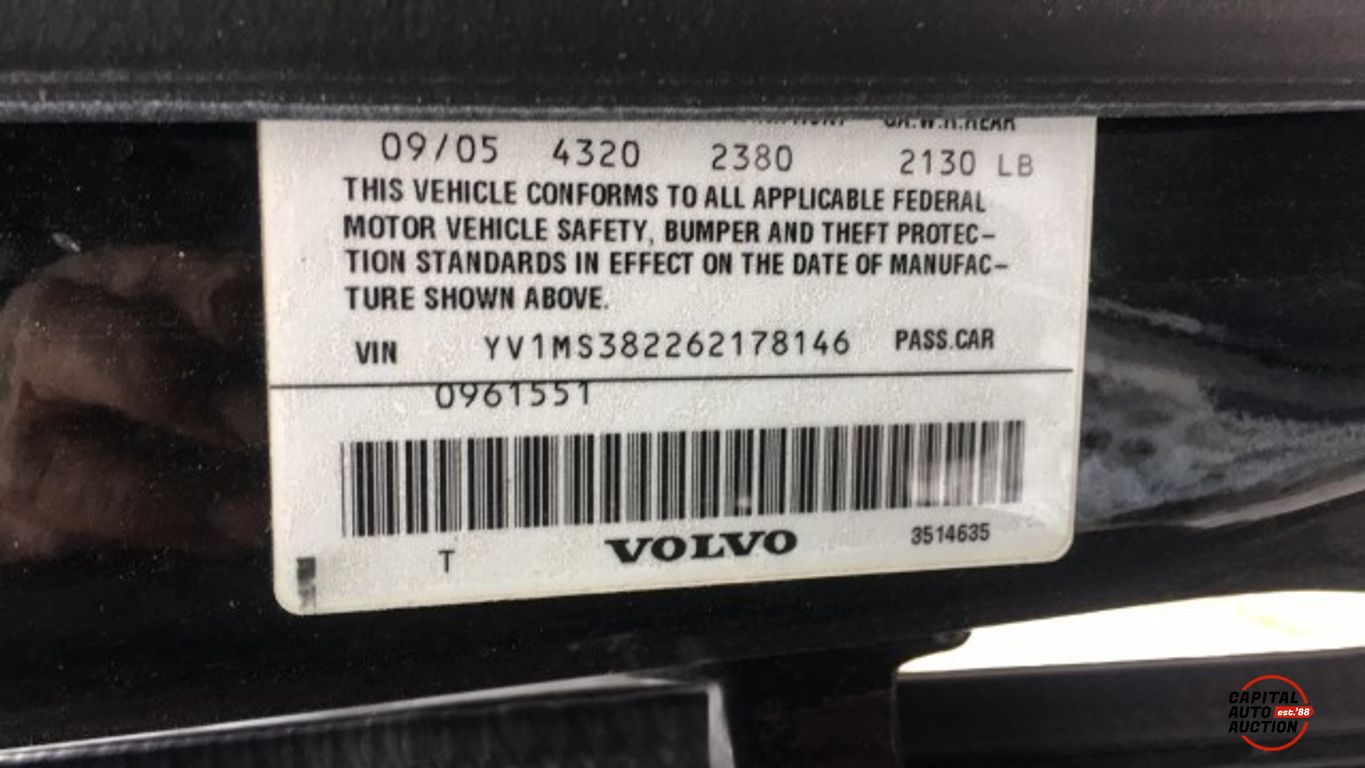 GA.W.R.REAR
09/05 4320 2380 2130 LB
THIS VEHICLE CONFORMS TO ALL APPLICABLE FEDERAL
MOTOR VEHICLE SAFETY, BUMPER AND THEFT PROTEC-
TION STANDARDS IN EFFECT ON THE DATE OF MANUFAC-
TURE SHOWN ABOVE.
VIN YV1MS382262178146 PASS.CAR
0961551
T VOLVO 3514635
CAPITAL
AUTO est.'88
AUCTION